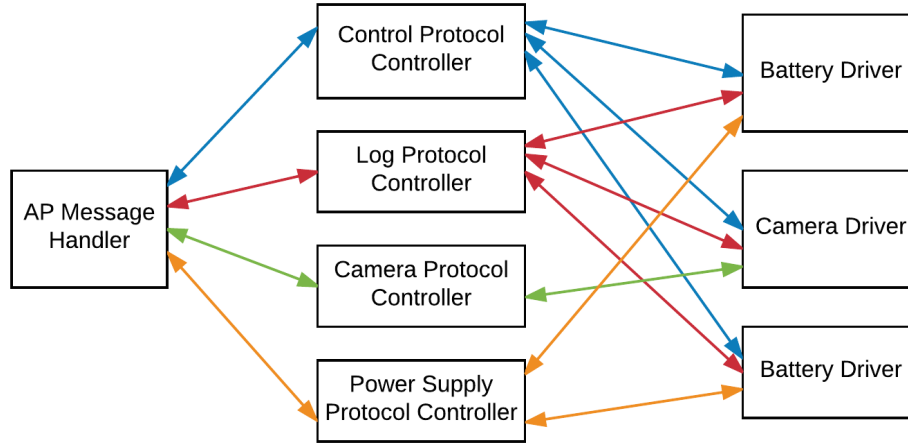 AP Message
Handler
Control Protocol
Controller
Log Protocol
Controller
Camera Protocol
Controller
Power Supply
Protocol Controller
Battery Driver
Camera Driver
Battery Driver